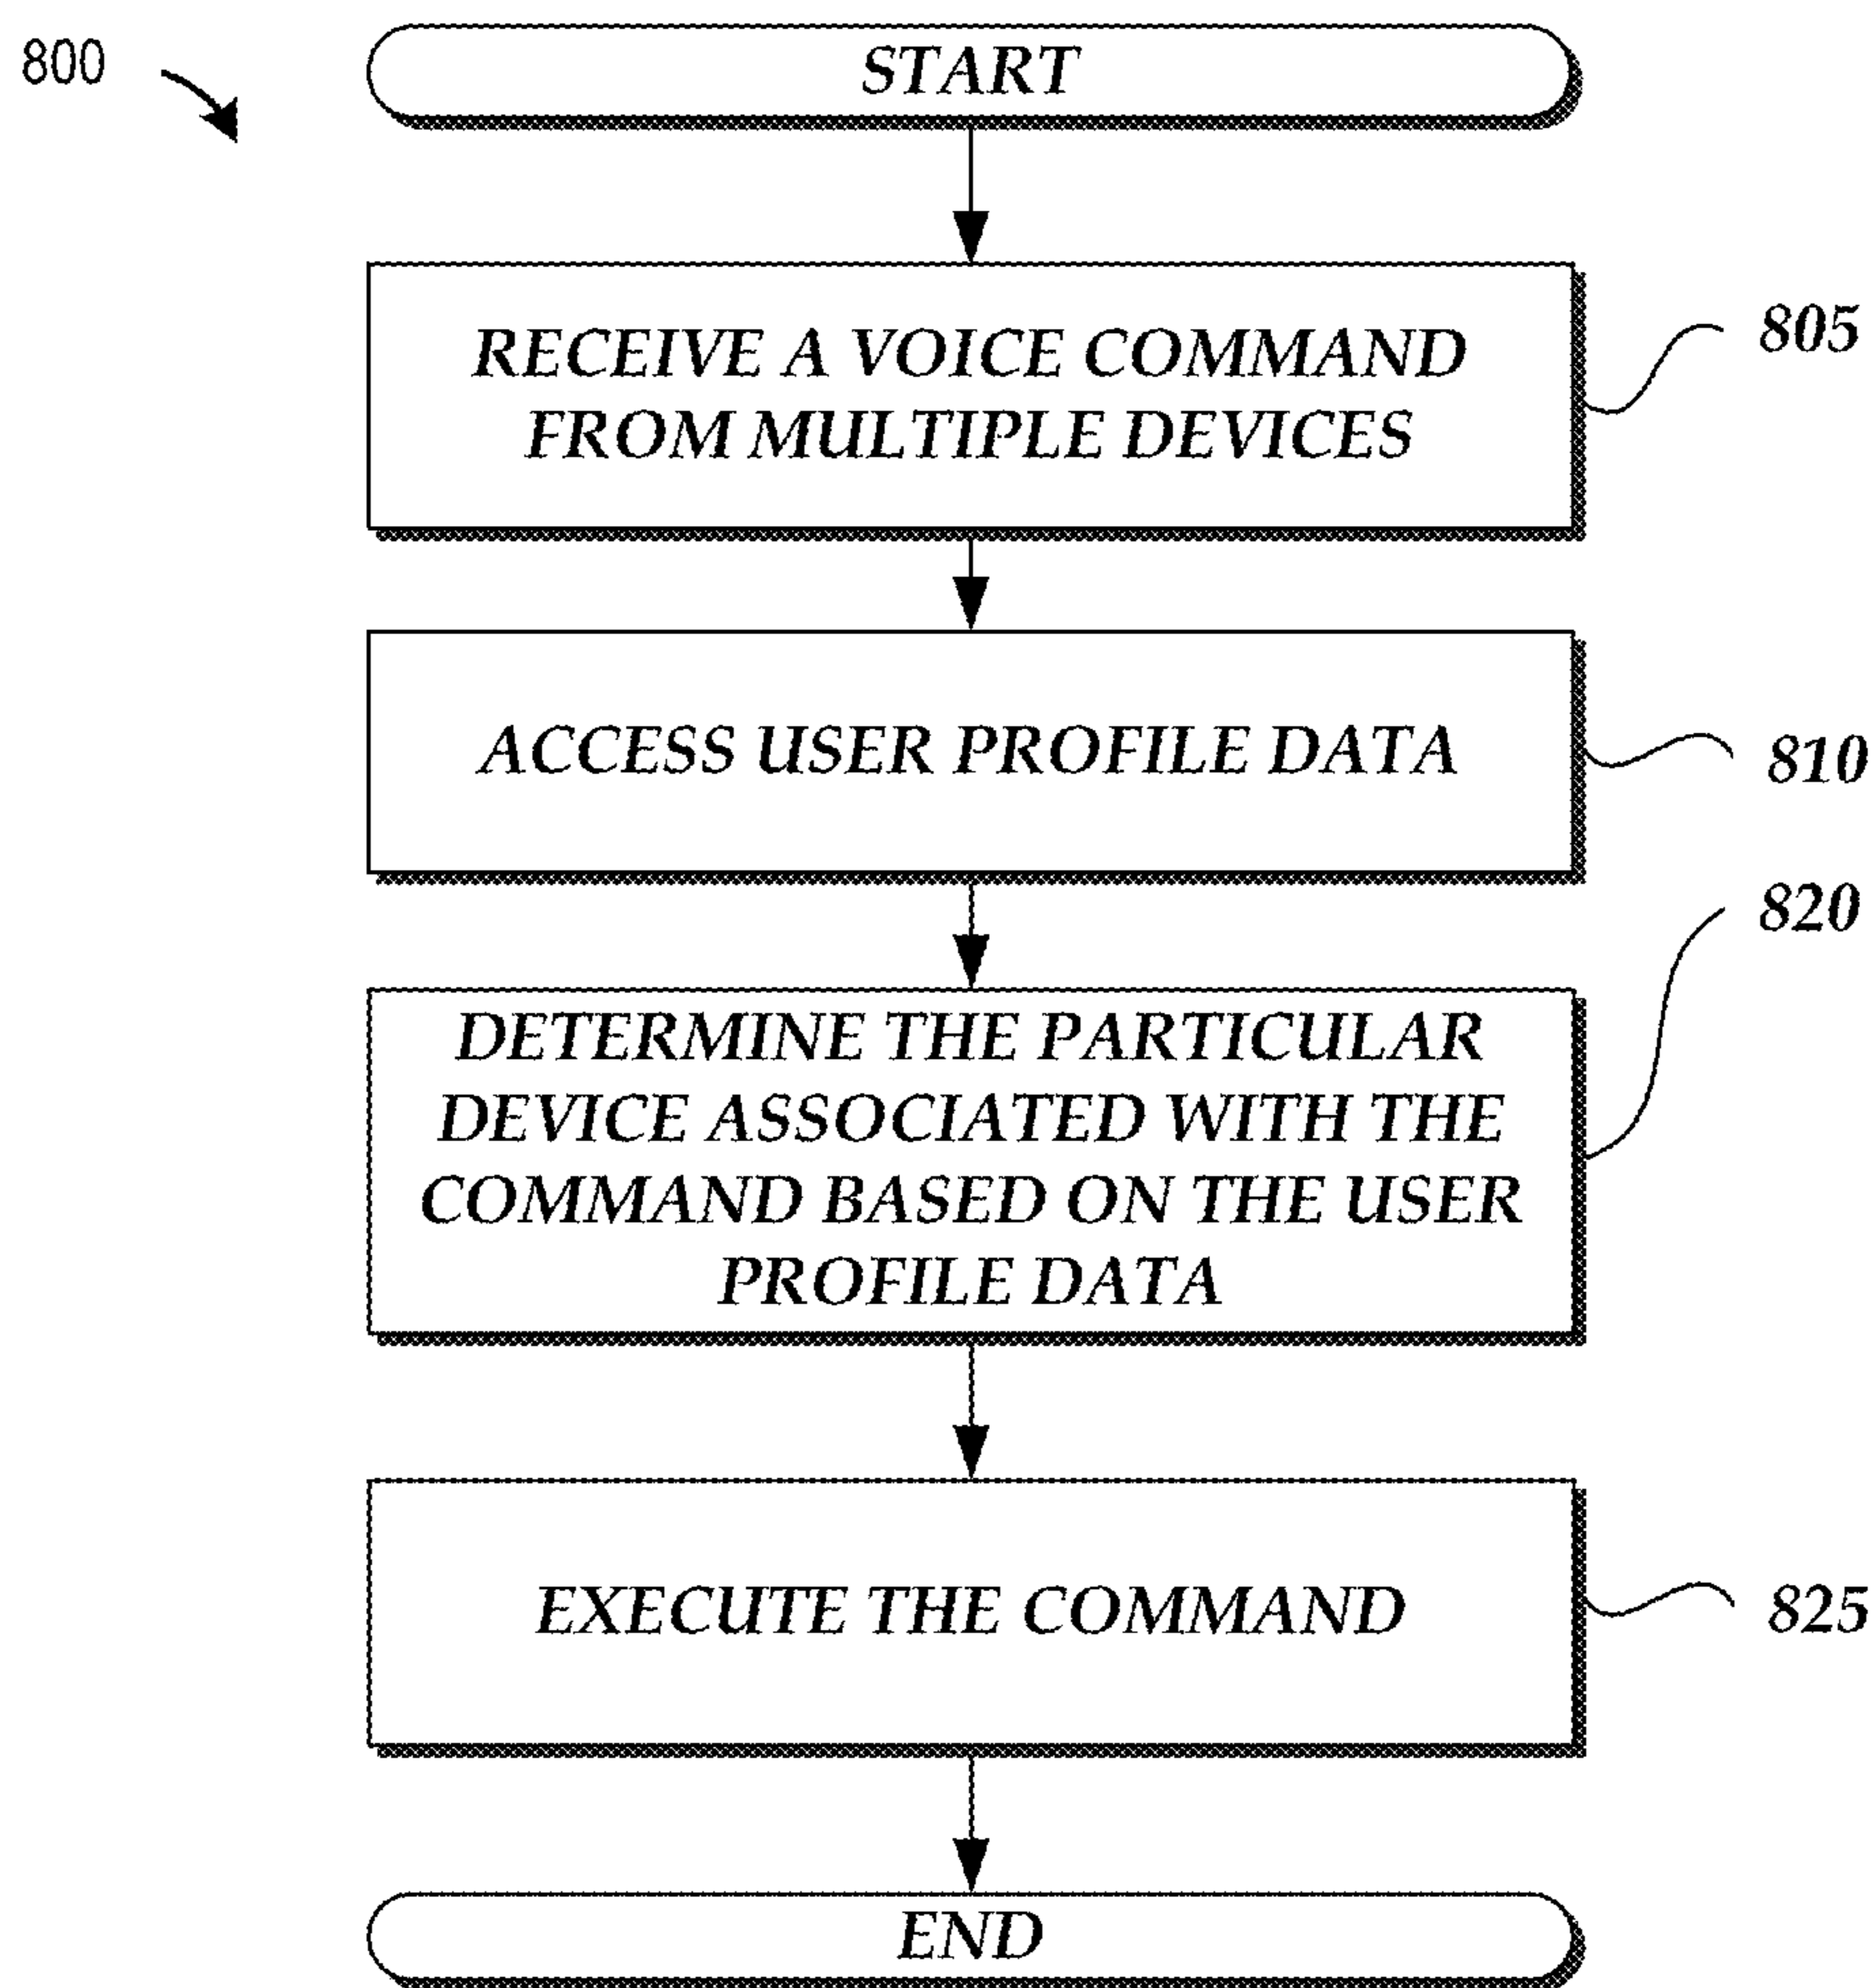 800
START
RECEIVE A VOICE COMMAND
FROM MULTIPLE DEVICES
805
ACCESS USER PROFILE DATA
810
820
DETERMINE THE PARTICULAR
DEVICE ASSOCIATED WITH THE
COMMAND BASED ON THE USER
PROFILE DATA
EXECUTE THE COMMAND
825
END